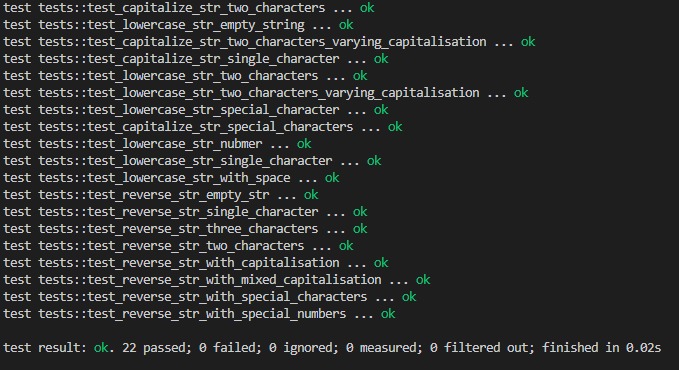 test tests::test_capitalize_str_two_characters ... ok
test tests::test_lowercase_str_empty_string ... ok
test tests::test_capitalize_str_two_characters_varying_capitalisation ... ok
test tests::test_capitalize_str_single_character ... ok
test tests::test_lowercase_str_two_characters ... ok
test tests::test_lowercase_str_two_characters_varying_capitalisation ... ok
test tests::test_lowercase_str_special_character ... ok
test tests::test_capitalize_str_special_characters ... ok
test tests::test_lowercase_str_nubmer ... ok
test tests::test_lowercase_str_single_character ... ok
test tests::test_lowercase_str_with_space ... ok
test tests::test_reverse_str_empty_str ... ok
test tests::test_reverse_str_single_character ... ok
test tests::test_reverse_str_three_characters ... ok
test tests::test_reverse_str_two_characters ... ok
test tests::test_reverse_str_with_capitalisation ... ok
test tests::test_reverse_str_with_mixed_capitalisation ... ok
test tests::test_reverse_str_with_special_characters ... ok
test tests::test_reverse_str_with_special_numbers ... ok
test result: ok. 22 passed; 0 failed; 0 ignored; 0 measured; 0 filtered out; finished in 0.02s